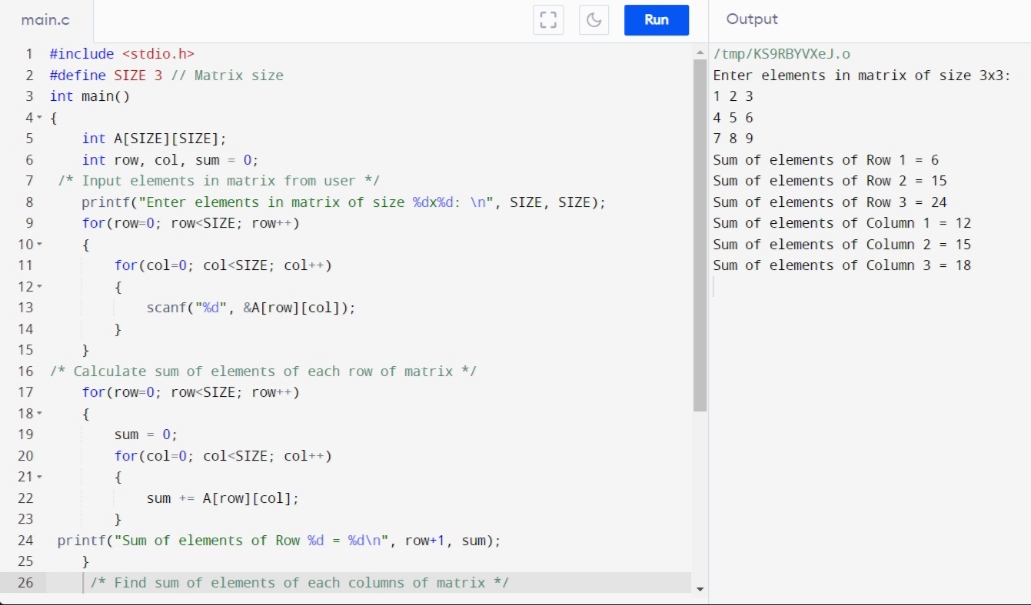 main.c
Run
Output
1 #include <stdio.h>
2 #define SIZE 3 // Matrix size
3 int main()
4 {
5     int A[SIZE][SIZE];
6     int row, col, sum = 0;
7  /* Input elements in matrix from user */
8     printf("Enter elements in matrix of size %dx%d: \n", SIZE, SIZE);
9     for(row=0; row<SIZE; row++)
10     {
11         for(col=0; col<SIZE; col++)
12         {
13             scanf("%d", &A[row][col]);
14         }
15     }
16 /* Calculate sum of elements of each row of matrix */
17     for(row=0; row<SIZE; row++)
18     {
19         sum = 0;
20         for(col=0; col<SIZE; col++)
21         {
22             sum += A[row][col];
23         }
24  printf("Sum of elements of Row %d = %d\n", row+1, sum);
25     }
26     /* Find sum of elements of each columns of matrix */
/tmp/KS9RBYVXeJ.o
Enter elements in matrix of size 3x3:
1 2 3
4 5 6
7 8 9
Sum of elements of Row 1 = 6
Sum of elements of Row 2 = 15
Sum of elements of Row 3 = 24
Sum of elements of Column 1 = 12
Sum of elements of Column 2 = 15
Sum of elements of Column 3 = 18